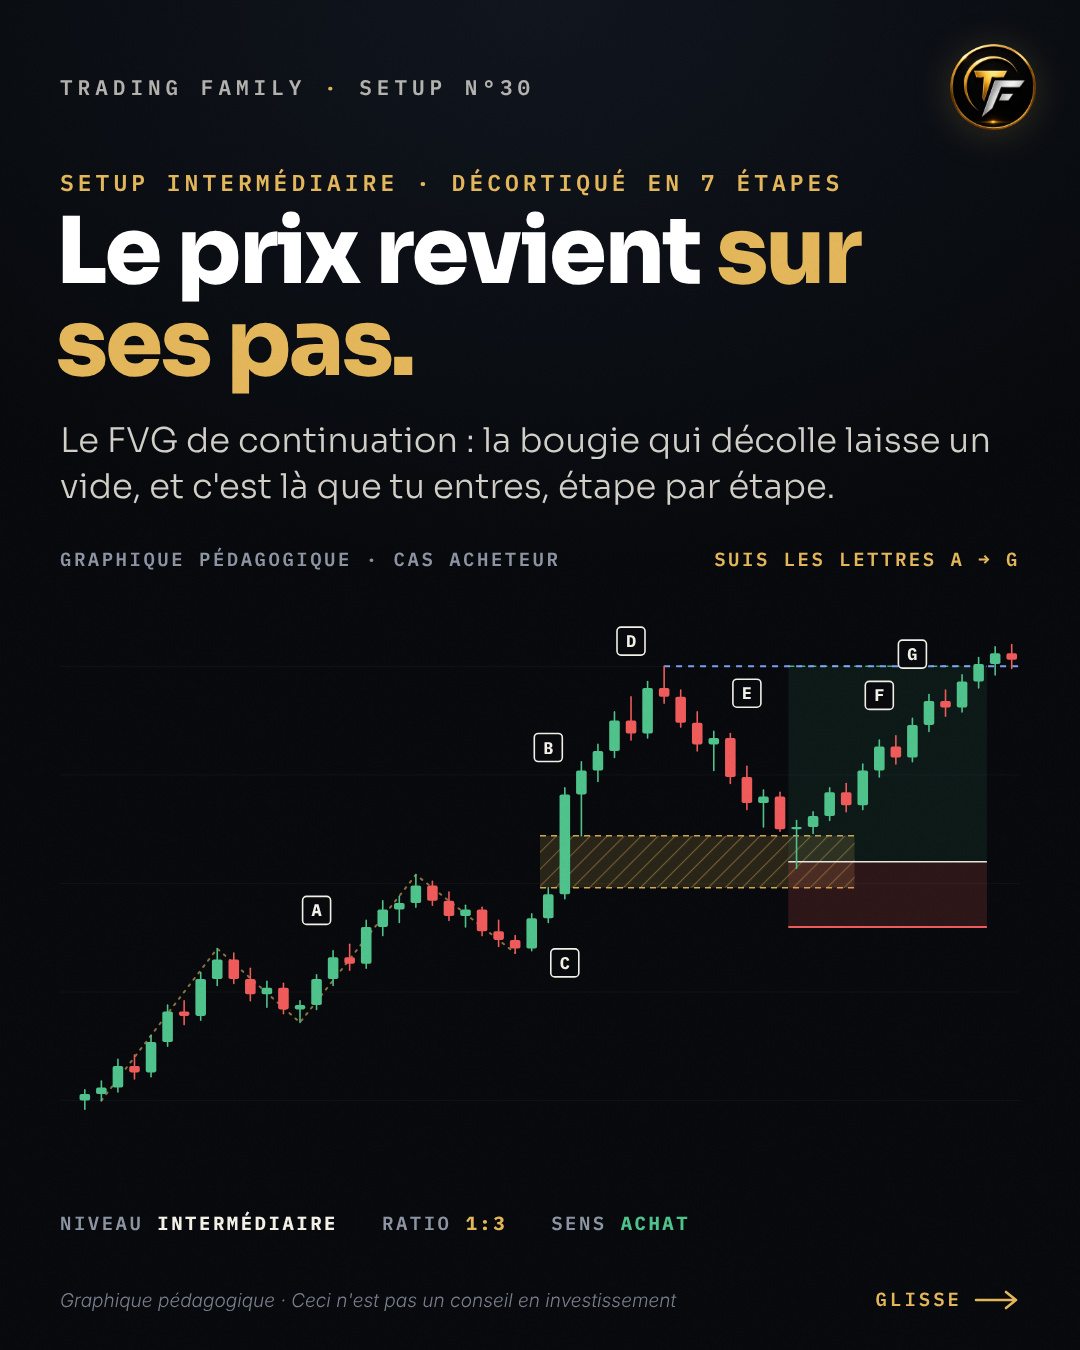 TRADING FAMILY · SETUP N°30
TF
SETUP INTERMÉDIAIRE · DÉCORTIQUÉ EN 7 ÉTAPES
Le prix revient sur
ses pas.
Le FVG de continuation : la bougie qui décolle laisse un
vide, et c'est là que tu entres, étape par étape.
GRAPHIQUE PÉDAGOGIQUE · CAS ACHETEUR
SUIS LES LETTRES A → G
D
G
E
F
B
A
C
NIVEAU INTERMÉDIAIRE RATIO 1:3 SENS ACHAT
Graphique pédagogique · Ceci n'est pas un conseil en investissement
GLISSE →